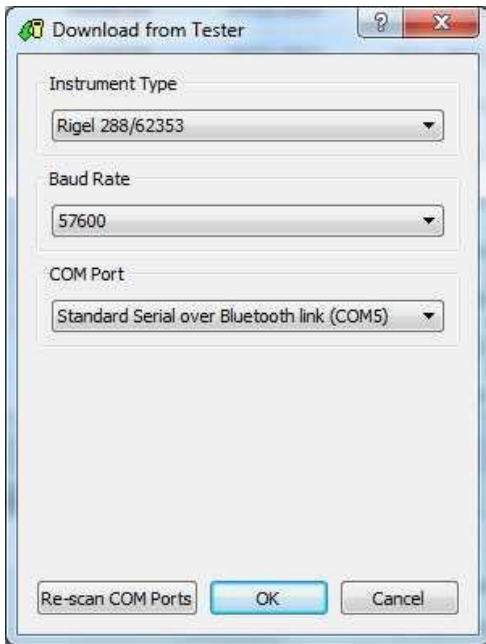 Download from Tester
Instrument Type
Rigel 288/62353
Baud Rate
57600
COM Port
Standard Serial over Bluetooth link (COM5)
Re-scan COM Ports
OK
Cancel